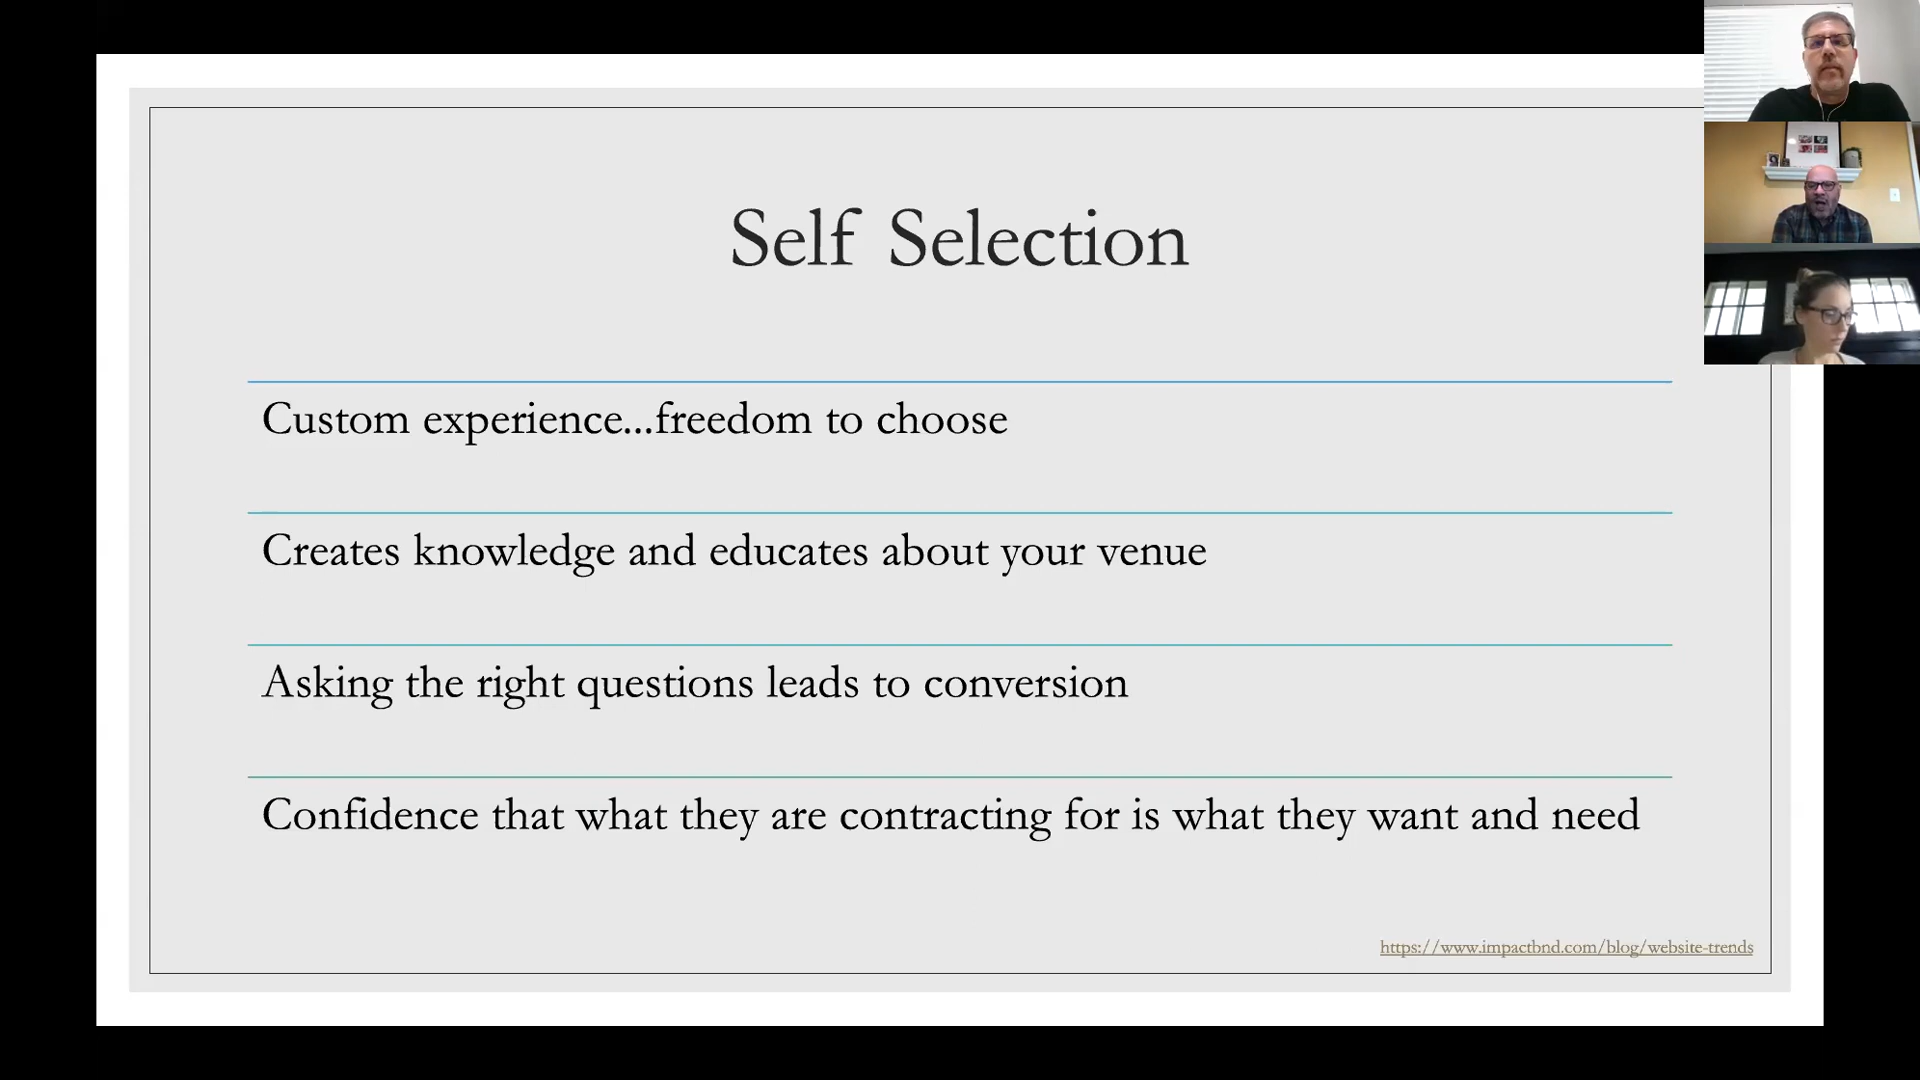 Self Selection
Custom experience...freedom to choose
Creates knowledge and educates about your venue
Asking the right questions leads to conversion
Confidence that what they are contracting for is what they want and need
https://www.impactbnd.com/blog/website-trends